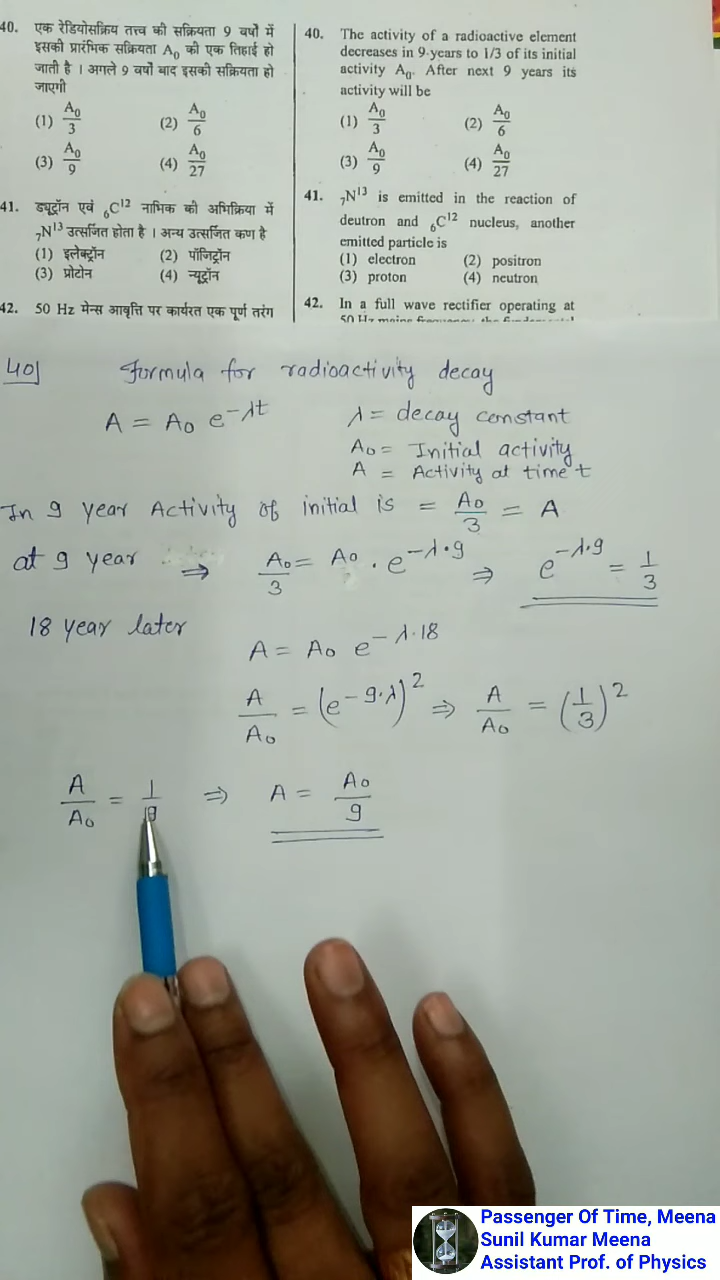 40. एक रेडियोसक्रिय तत्त्व की सक्रियता 9 वर्षों में
इसकी प्रारंभिक सक्रियता A₀ की एक तिहाई हो
जाती है । अगले 9 वर्षों बाद इसकी सक्रियता हो
जाएगी
(1) A₀/3 (2) A₀/6
(3) A₀/9 (4) A₀/27
41. ड्यूट्रॉन एवं ₆C¹² नाभिक की अभिक्रिया में
₇N¹³ उत्सर्जित होता है । अन्य उत्सर्जित कण है
(1) इलेक्ट्रॉन (2) पॉजिट्रॉन
(3) प्रोटोन (4) न्यूट्रॉन
42. 50 Hz मेन्स आवृत्ति पर कार्यरत एक पूर्ण तरंग
40. The activity of a radioactive element
decreases in 9 years to 1/3 of its initial
activity A₀. After next 9 years its
activity will be
(1) A₀/3 (2) A₀/6
(3) A₀/9 (4) A₀/27
41. ₇N¹³ is emitted in the reaction of
deutron and ₆C¹² nucleus, another
emitted particle is
(1) electron (2) positron
(3) proton (4) neutron
42. In a full wave rectifier operating at
40] Formula for radioactivity decay
A = A₀ e^(-λt) λ = decay constant
A₀ = Initial activity
A = Activity at time t
In 9 year Activity of initial is = A₀/3 = A
at 9 year ⇒ A₀/3 = A₀ . e^(-λ·9) ⇒ e^(-λ·9) = 1/3
18 year later
A = A₀ e^(-λ·18)
A/A₀ = (e^(-9·λ))² ⇒ A/A₀ = (1/3)²
A/A₀ = 1/9 ⇒ A = A₀/9
Passenger Of Time, Meena
Sunil Kumar Meena
Assistant Prof. of Physics